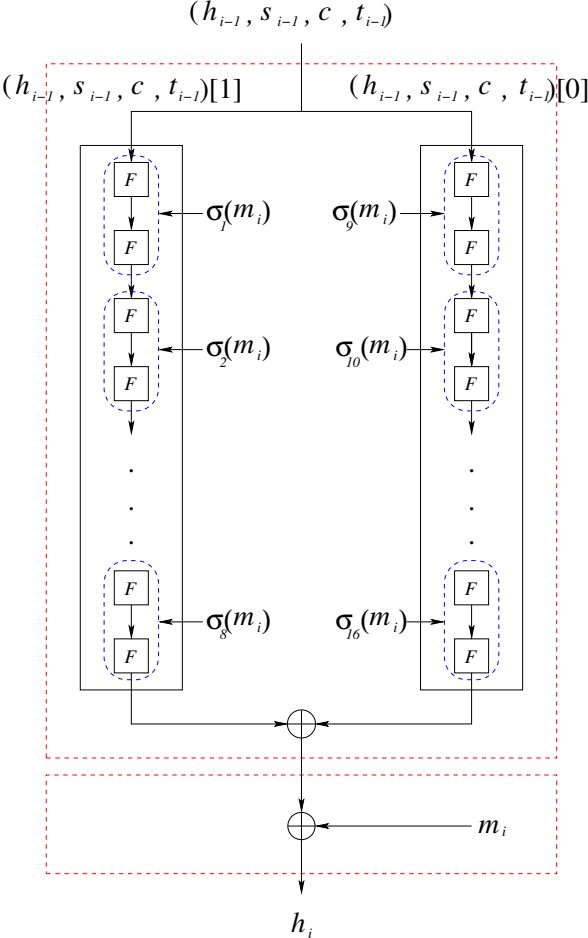 (h_{i-1}, s_{i-1}, c, t_{i-1})
(h_{i-1}, s_{i-1}, c, t_{i-1})[1] (h_{i-1}, s_{i-1}, c, t_{i-1})[0]
F F
σ_1(m_i) σ_9(m_i)
F F
F F
σ_2(m_i) σ_10(m_i)
F F
. .
. .
. .
F F
σ_8(m_i) σ_16(m_i)
F F
m_i
h_i